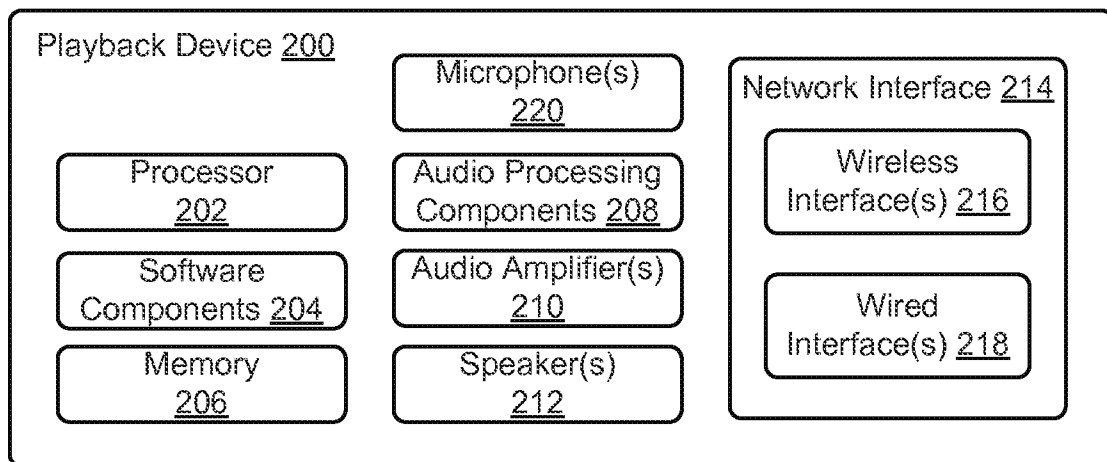 Playback Device 200
Processor
202
Software
Components 204
Memory
206
Microphone(s)
220
Audio Processing
Components 208
Audio Amplifier(s)
210
Speaker(s)
212
Network Interface 214
Wireless
Interface(s) 216
Wired
Interface(s) 218